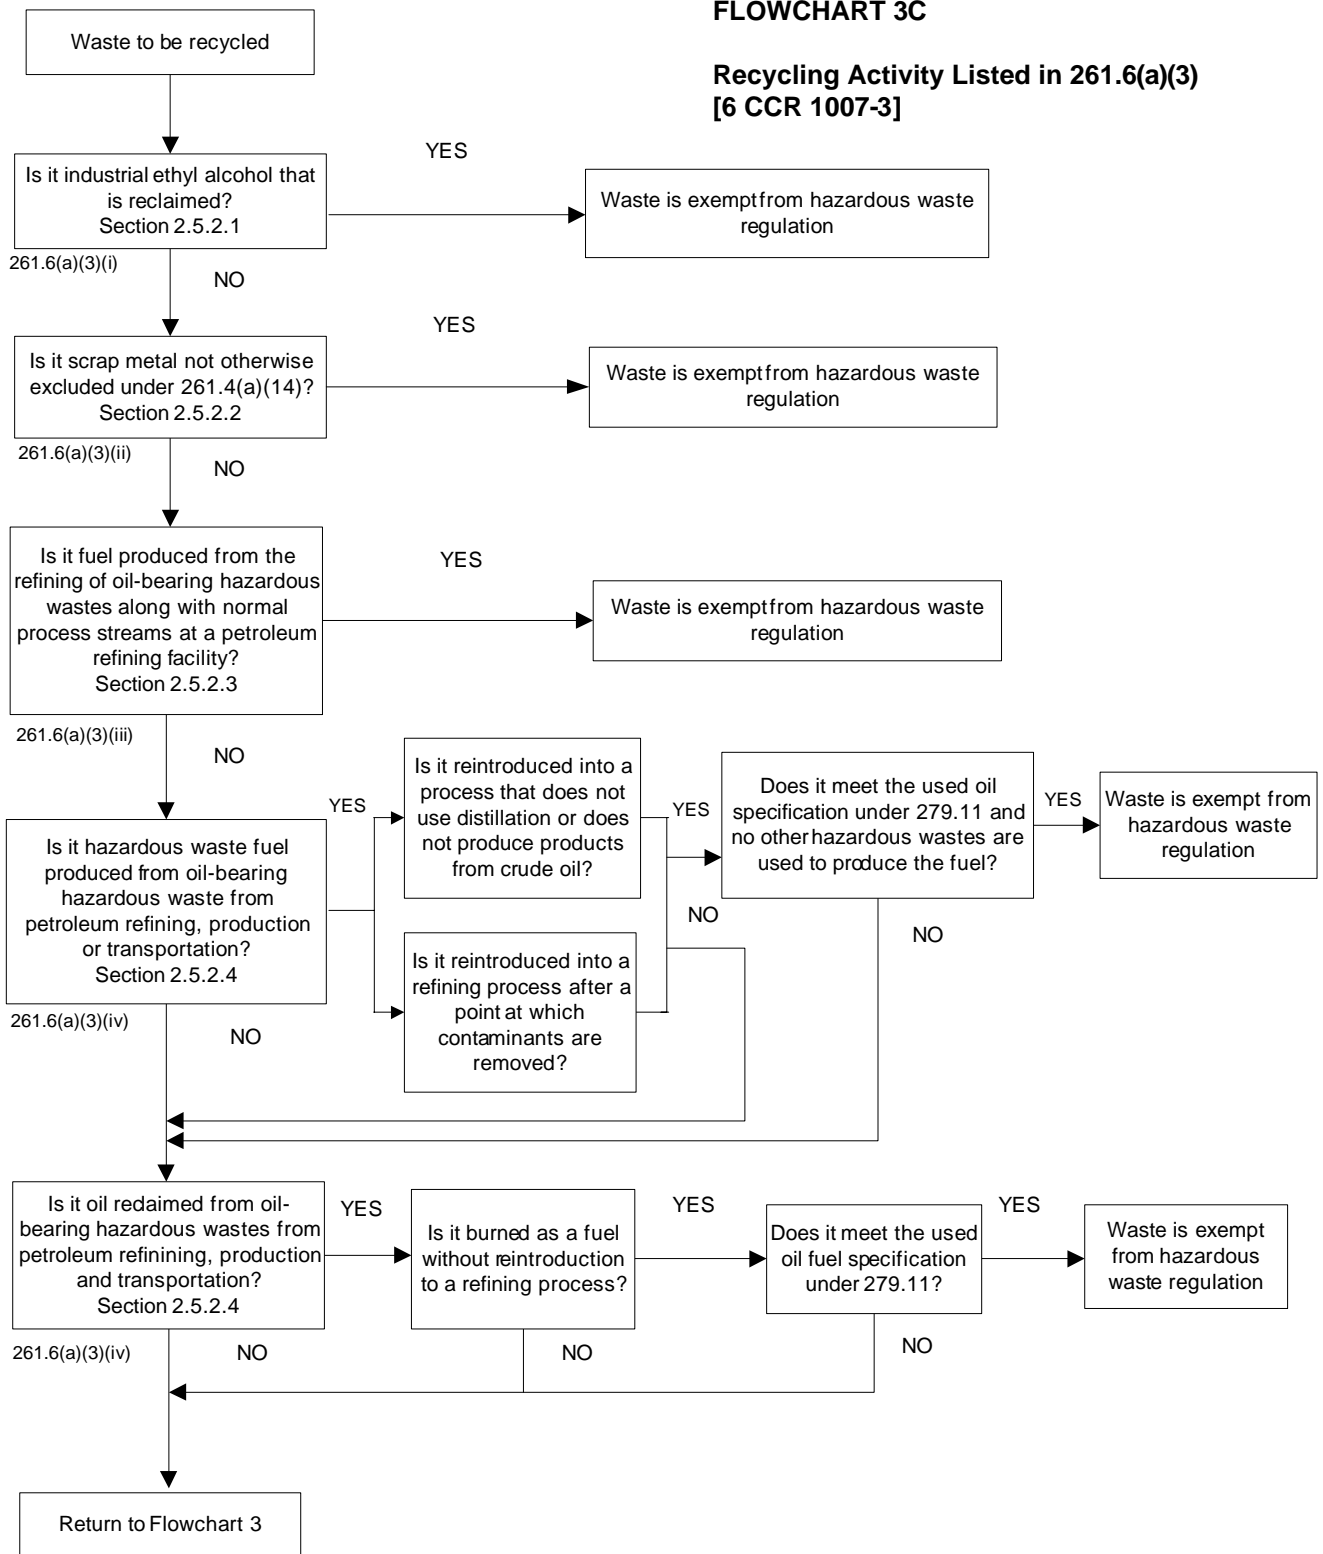 FLOWCHART 3C
Recycling Activity Listed in 261.6(a)(3)
[6 CCR 1007-3]
Waste to be recycled
Is it industrial ethyl alcohol that
is reclaimed?
Section 2.5.2.1
YES
Waste is exempt from hazardous waste
regulation
261.6(a)(3)(i)
NO
Is it scrap metal not otherwise
excluded under 261.4(a)(14)?
Section 2.5.2.2
YES
Waste is exempt from hazardous waste
regulation
261.6(a)(3)(ii)
NO
Is it fuel produced from the
refining of oil-bearing hazardous
wastes along with normal
process streams at a petroleum
refining facility?
Section 2.5.2.3
YES
Waste is exempt from hazardous waste
regulation
261.6(a)(3)(iii)
NO
Is it hazardous waste fuel
produced from oil-bearing
hazardous waste from
petroleum refining, production
or transportation?
Section 2.5.2.4
YES
Is it reintroduced into a
process that does not
use distillation or does
not produce products
from crude oil?
Is it reintroduced into a
refining process after a
point at which
contaminants are
removed?
YES
NO
Does it meet the used oil
specification under 279.11 and
no other hazardous wastes are
used to produce the fuel?
YES
Waste is exempt from
hazardous waste
regulation
NO
261.6(a)(3)(iv)
NO
Is it oil redaimed from oil-
bearing hazardous wastes from
petroleum refinining, production
and transportation?
Section 2.5.2.4
YES
Is it burned as a fuel
without reintroduction
to a refining process?
YES
Does it meet the used
oil fuel specification
under 279.11?
YES
Waste is exempt
from hazardous
waste regulation
261.6(a)(3)(iv)
NO
NO
NO
Return to Flowchart 3